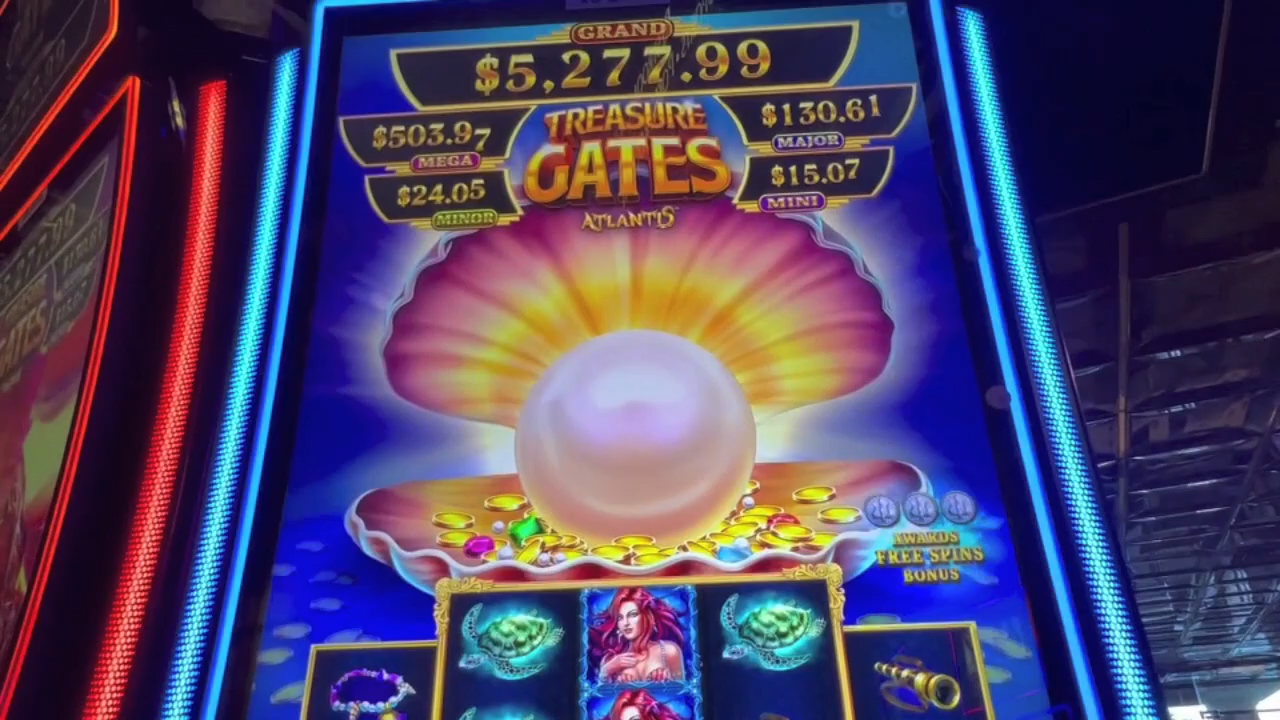 GRAND
$5,277.99
$503.97
MEGA
$24.05
MINOR
TREASURE
GATES
ATLANTIS
$130.61
MAJOR
$15.07
MINI
AWARDS
FREE SPINS
BONUS